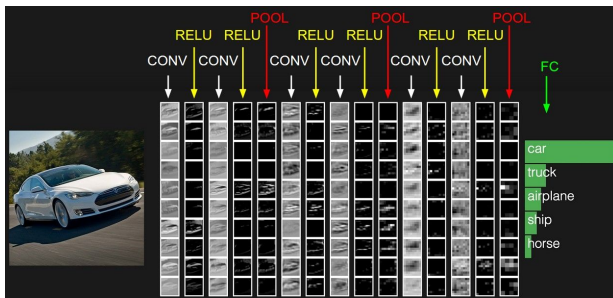 POOL POOL POOL
RELU RELU RELU RELU RELU RELU
CONV CONV CONV CONV CONV CONV
FC
car
truck
airplane
ship
horse